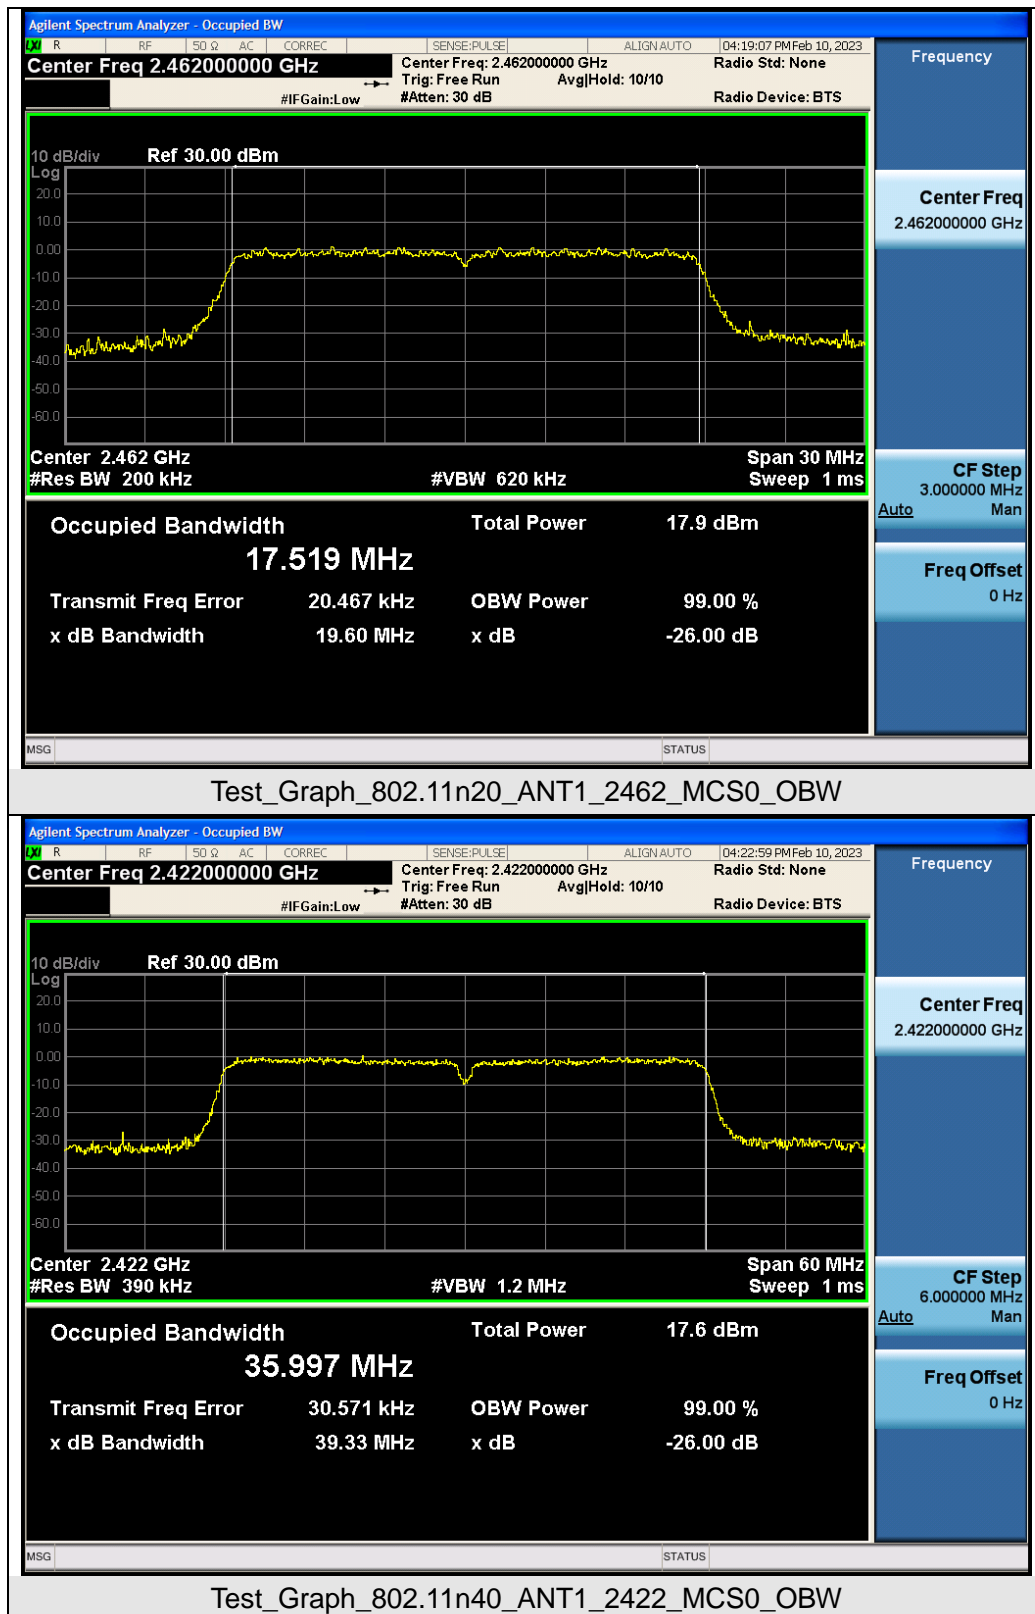 Agilent Spectrum Analyzer - Occupied BW
LXI R RF 50 Ω AC CORREC SENSE:PULSE ALIGN AUTO 04:19:07 PM Feb 10, 2023
Center Freq 2.462000000 GHz
Center Freq: 2.462000000 GHz
Radio Std: None
Trig: Free Run Avg|Hold: 10/10
#IFGain:Low #Atten: 30 dB Radio Device: BTS
Frequency
10 dB/div Ref 30.00 dBm
Log
20.0
10.0
0.00
-10.0
-20.0
-30.0
-40.0
-50.0
-60.0
Center 2.462 GHz Span 30 MHz
#Res BW 200 kHz #VBW 620 kHz Sweep 1 ms
Center Freq
2.462000000 GHz
CF Step
3.000000 MHz
Auto Man
Freq Offset
0 Hz
Occupied Bandwidth Total Power 17.9 dBm
17.519 MHz
Transmit Freq Error 20.467 kHz OBW Power 99.00 %
x dB Bandwidth 19.60 MHz x dB -26.00 dB
MSG STATUS
Test_Graph_802.11n20_ANT1_2462_MCS0_OBW
Agilent Spectrum Analyzer - Occupied BW
LXI R RF 50 Ω AC CORREC SENSE:PULSE ALIGN AUTO 04:22:59 PM Feb 10, 2023
Center Freq 2.422000000 GHz
Center Freq: 2.422000000 GHz
Radio Std: None
Trig: Free Run Avg|Hold: 10/10
#IFGain:Low #Atten: 30 dB Radio Device: BTS
Frequency
10 dB/div Ref 30.00 dBm
Log
20.0
10.0
0.00
-10.0
-20.0
-30.0
-40.0
-50.0
-60.0
Center 2.422 GHz Span 60 MHz
#Res BW 390 kHz #VBW 1.2 MHz Sweep 1 ms
Center Freq
2.422000000 GHz
CF Step
6.000000 MHz
Auto Man
Freq Offset
0 Hz
Occupied Bandwidth Total Power 17.6 dBm
35.997 MHz
Transmit Freq Error 30.571 kHz OBW Power 99.00 %
x dB Bandwidth 39.33 MHz x dB -26.00 dB
MSG STATUS
Test_Graph_802.11n40_ANT1_2422_MCS0_OBW